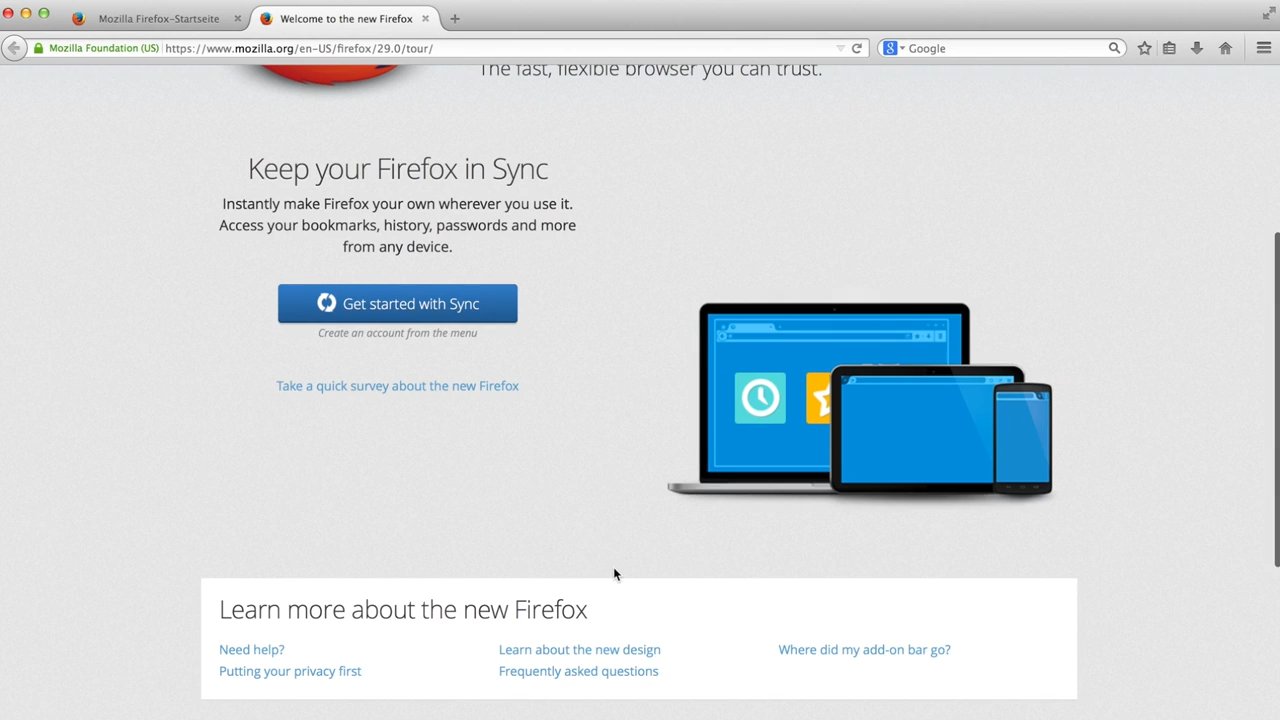 Mozilla Firefox-Startseite
Welcome to the new Firefox
Mozilla Foundation (US) https://www.mozilla.org/en-US/firefox/29.0/tour/
Google
The fast, flexible browser you can trust.
Keep your Firefox in Sync
Instantly make Firefox your own wherever you use it.
Access your bookmarks, history, passwords and more
from any device.
Get started with Sync
Create an account from the menu
Take a quick survey about the new Firefox
Learn more about the new Firefox
Need help?
Learn about the new design
Where did my add-on bar go?
Putting your privacy first
Frequently asked questions